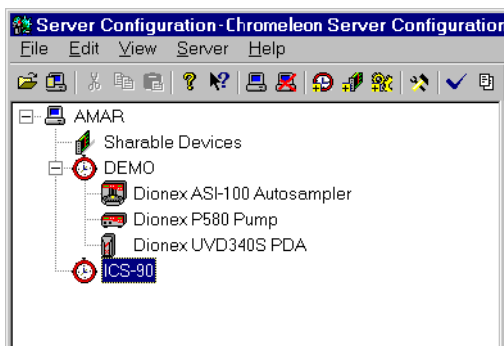 Server Configuration - Chromeleon Server Configuration
File Edit View Server Help
AMAR
Sharable Devices
DEMO
Dionex ASI-100 Autosampler
Dionex P580 Pump
Dionex UVD340S PDA
ICS-90